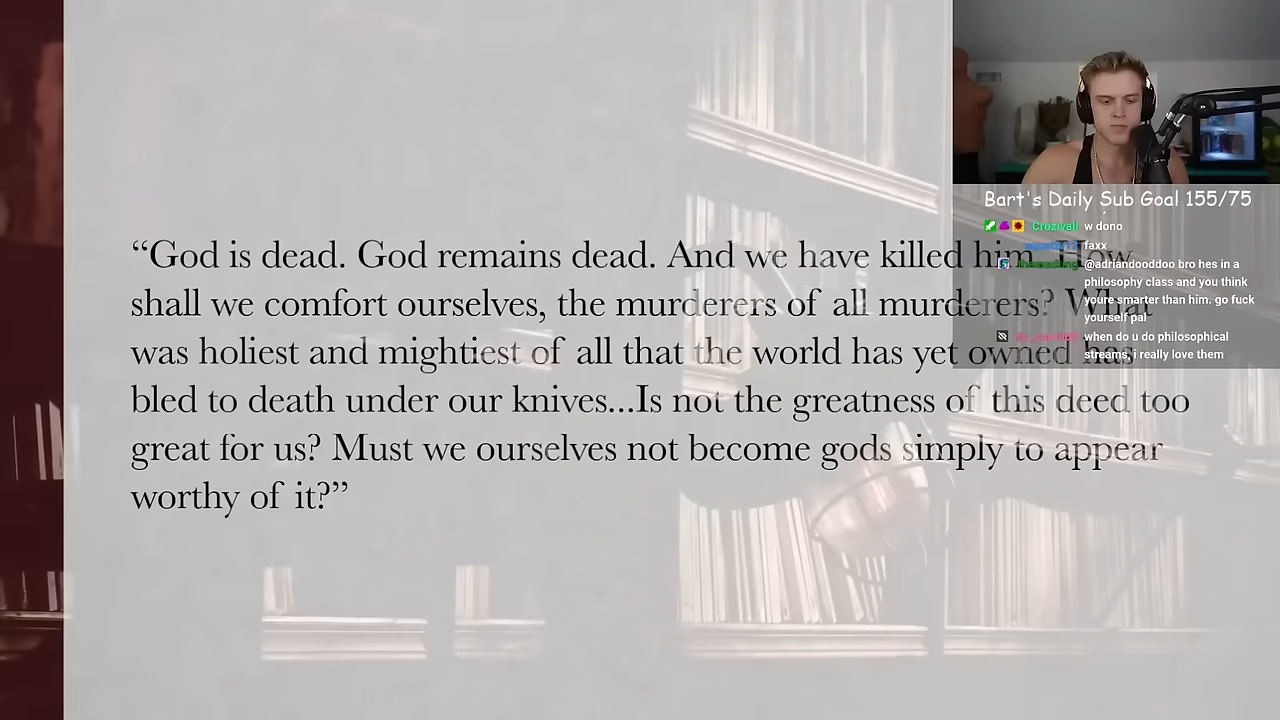 “God is dead. God remains dead. And we have killed him. How
shall we comfort ourselves, the murderers of all murderers? What
was holiest and mightiest of all that the world has yet owned has
bled to death under our knives...Is not the greatness of this deed too
great for us? Must we ourselves not become gods simply to appear
worthy of it?”
Bart's Daily Sub Goal 155/75
Cruzivall w dono
faxx
@adriandooddoo bro hes in a
philosophy class and you think
youre smarter than him. go fuck
yourself pal
when do u do philosophical
streams, i really love them